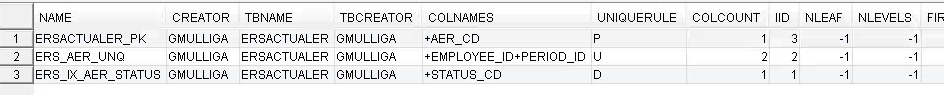 NAME CREATOR TBNAME TBCREATOR COLNAMES UNIQUERULE COLCOUNT IID NLEAF NLEVELS FIR
1 ERSACTUALER_PK GMULLIGA ERSACTUALER GMULLIGA +AER_CD P 1 3 -1 -1
2 ERS_AER_UNQ GMULLIGA ERSACTUALER GMULLIGA +EMPLOYEE_ID+PERIOD_ID U 2 2 -1 -1
3 ERS_IX_AER_STATUS GMULLIGA ERSACTUALER GMULLIGA +STATUS_CD D 1 1 -1 -1